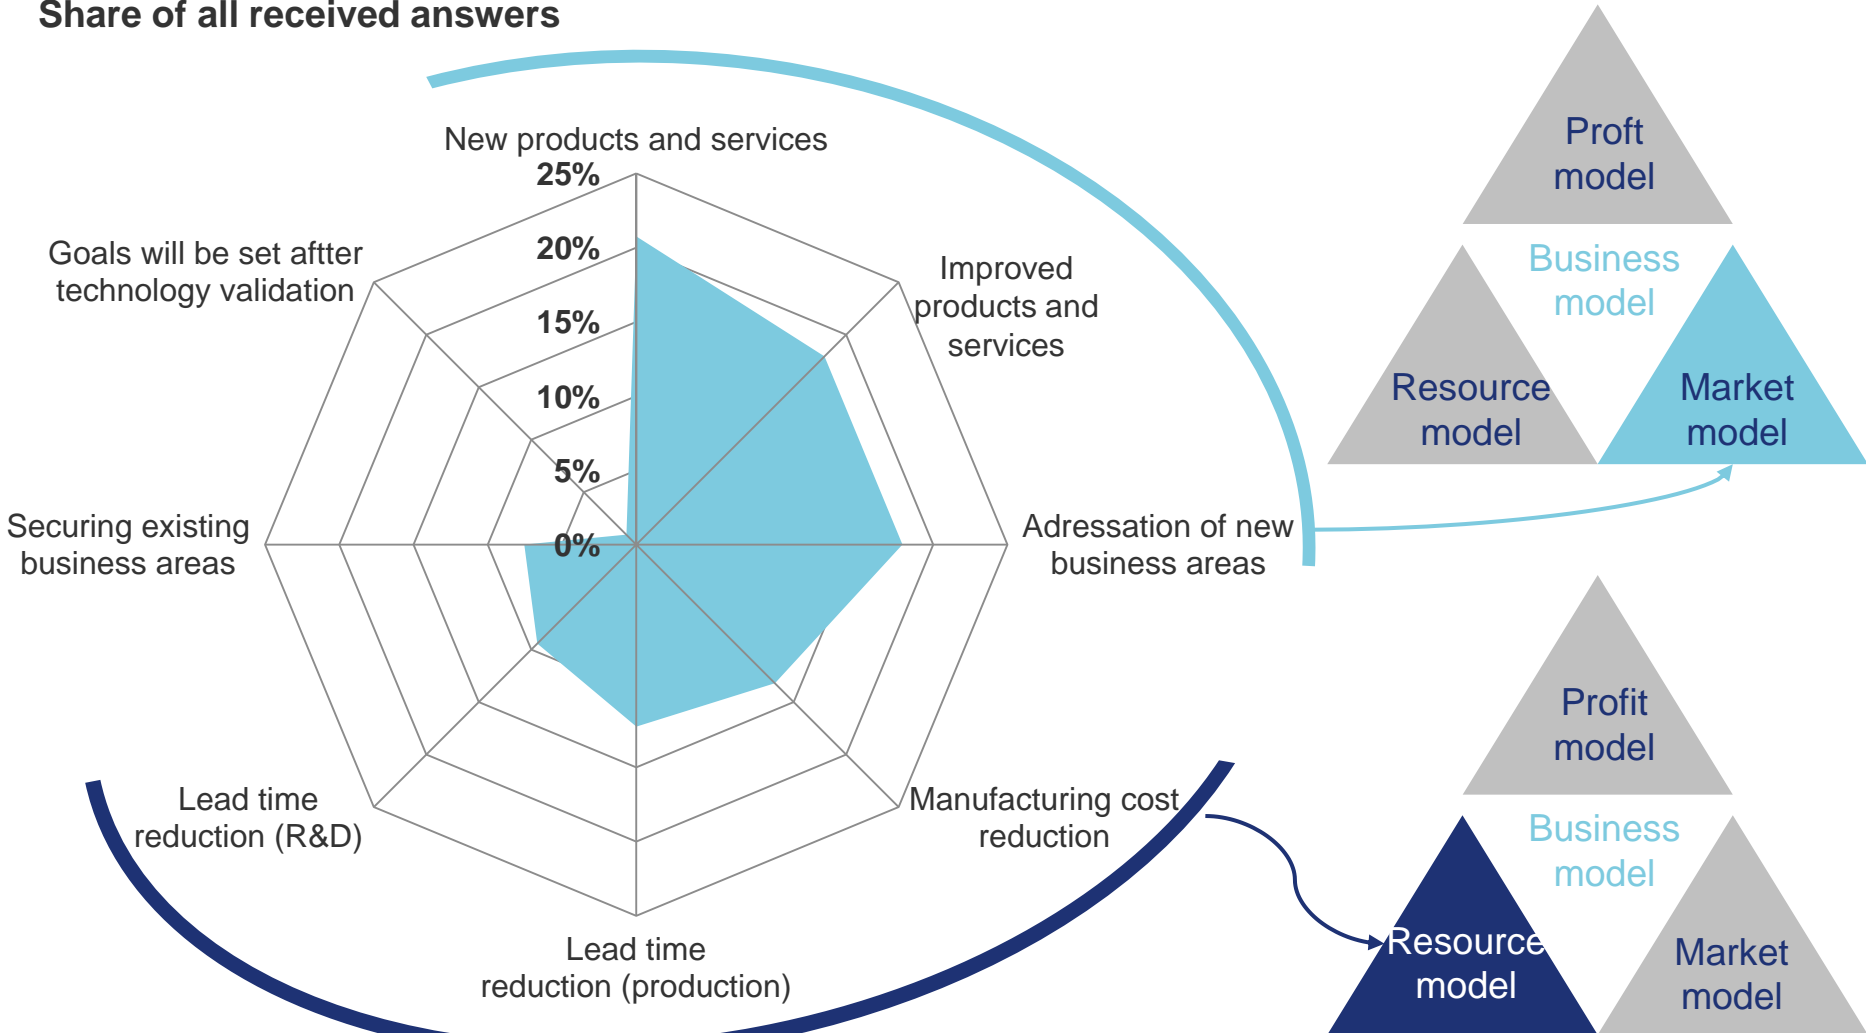 Share of all received answers
New products and services
25%
20%
15%
10%
5%
0%
Improved
products and
services
Adressation of new
business areas
Manufacturing cost
reduction
Lead time
reduction (production)
Lead time
reduction (R&D)
Securing existing
business areas
Goals will be set aftter
technology validation
Proft
model
Business
model
Resource
model
Market
model
Profit
model
Business
model
Resource
model
Market
model